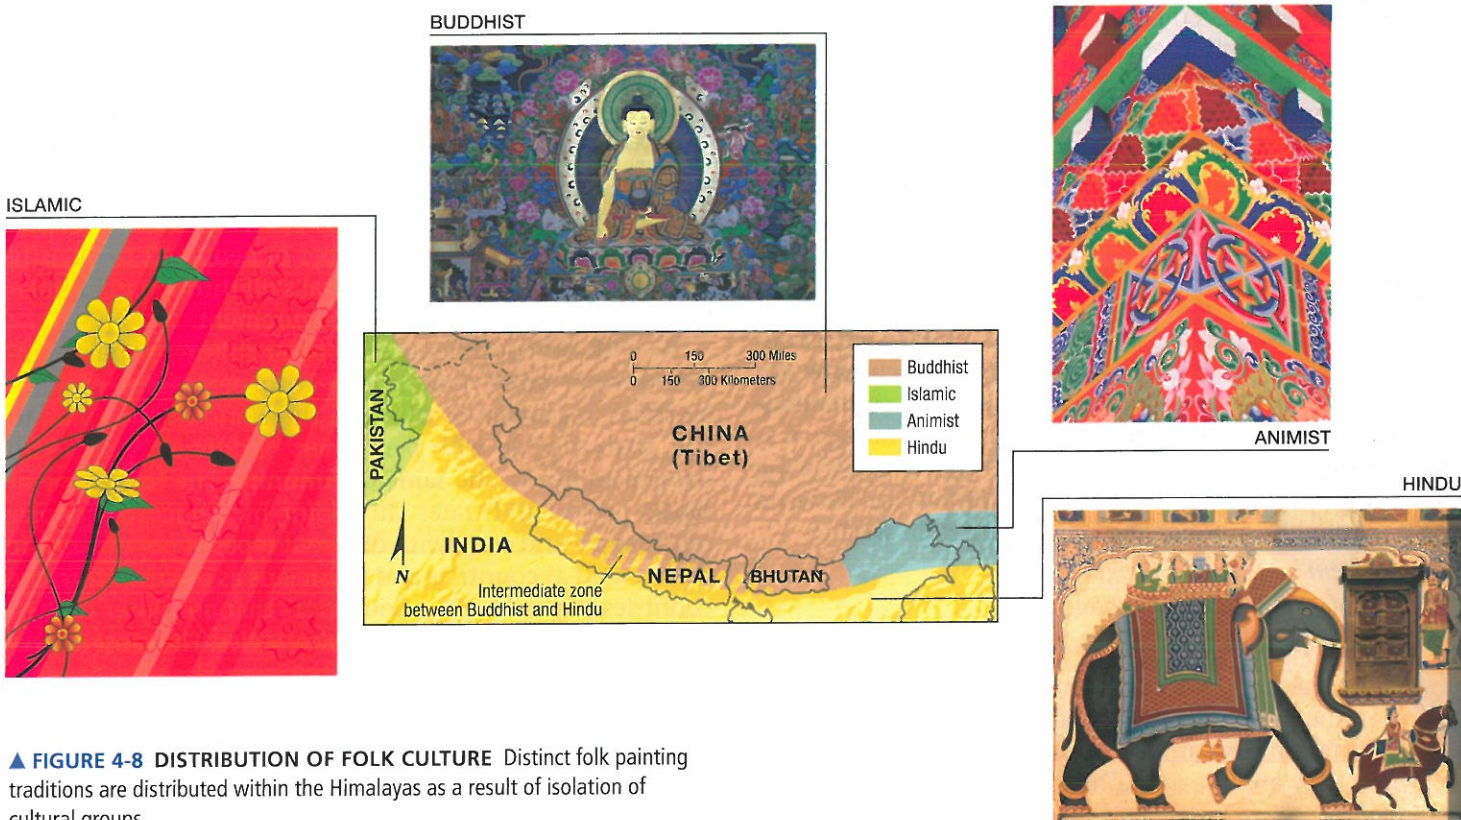 BUDDHIST
ISLAMIC
ANIMIST
HINDU
0 150 300 Miles
0 150 300 Kilometers
Buddhist
Islamic
Animist
Hindu
PAKISTAN
CHINA
(Tibet)
INDIA
N
NEPAL
BHUTAN
Intermediate zone
between Buddhist and Hindu
▲ FIGURE 4-8 DISTRIBUTION OF FOLK CULTURE Distinct folk painting
traditions are distributed within the Himalayas as a result of isolation of
cultural groups.